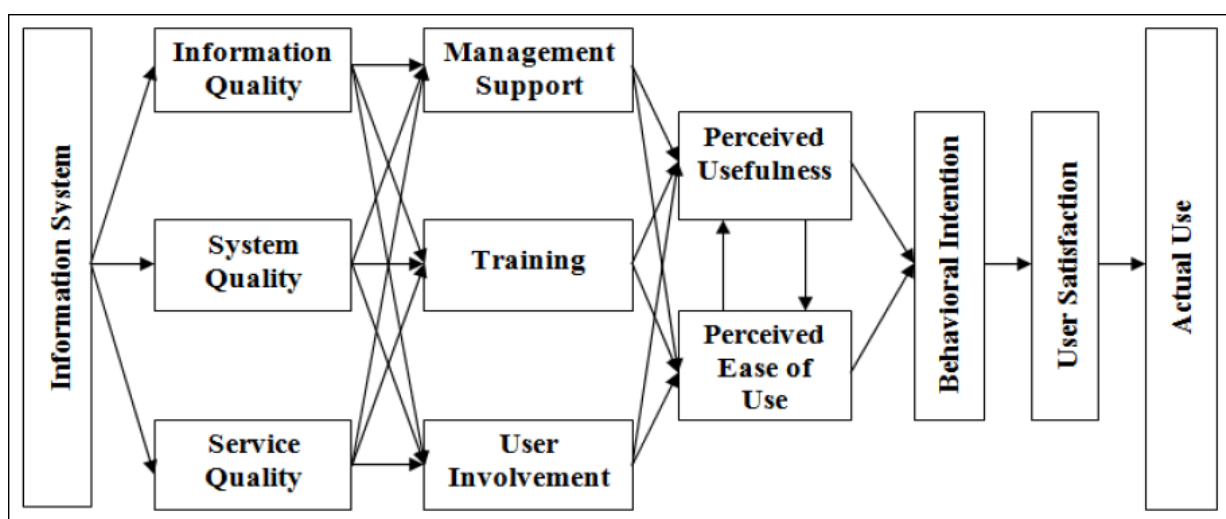 Information System
Information
Quality
System
Quality
Service
Quality
Management
Support
Training
User
Involvement
Perceived
Usefulness
Perceived
Ease of
Use
Behavioral Intention
User Satisfaction
Actual Use